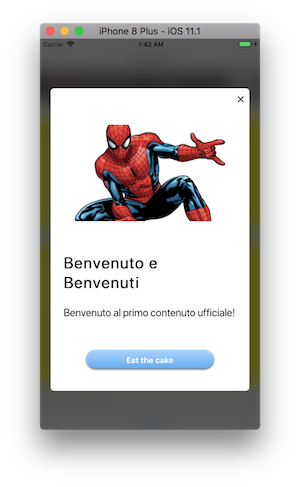 iPhone 8 Plus - iOS 11.1
Carrier 1:42 AM
Benvenuto e
Benvenuti
Benvenuto al primo contenuto ufficiale!
Eat the cake